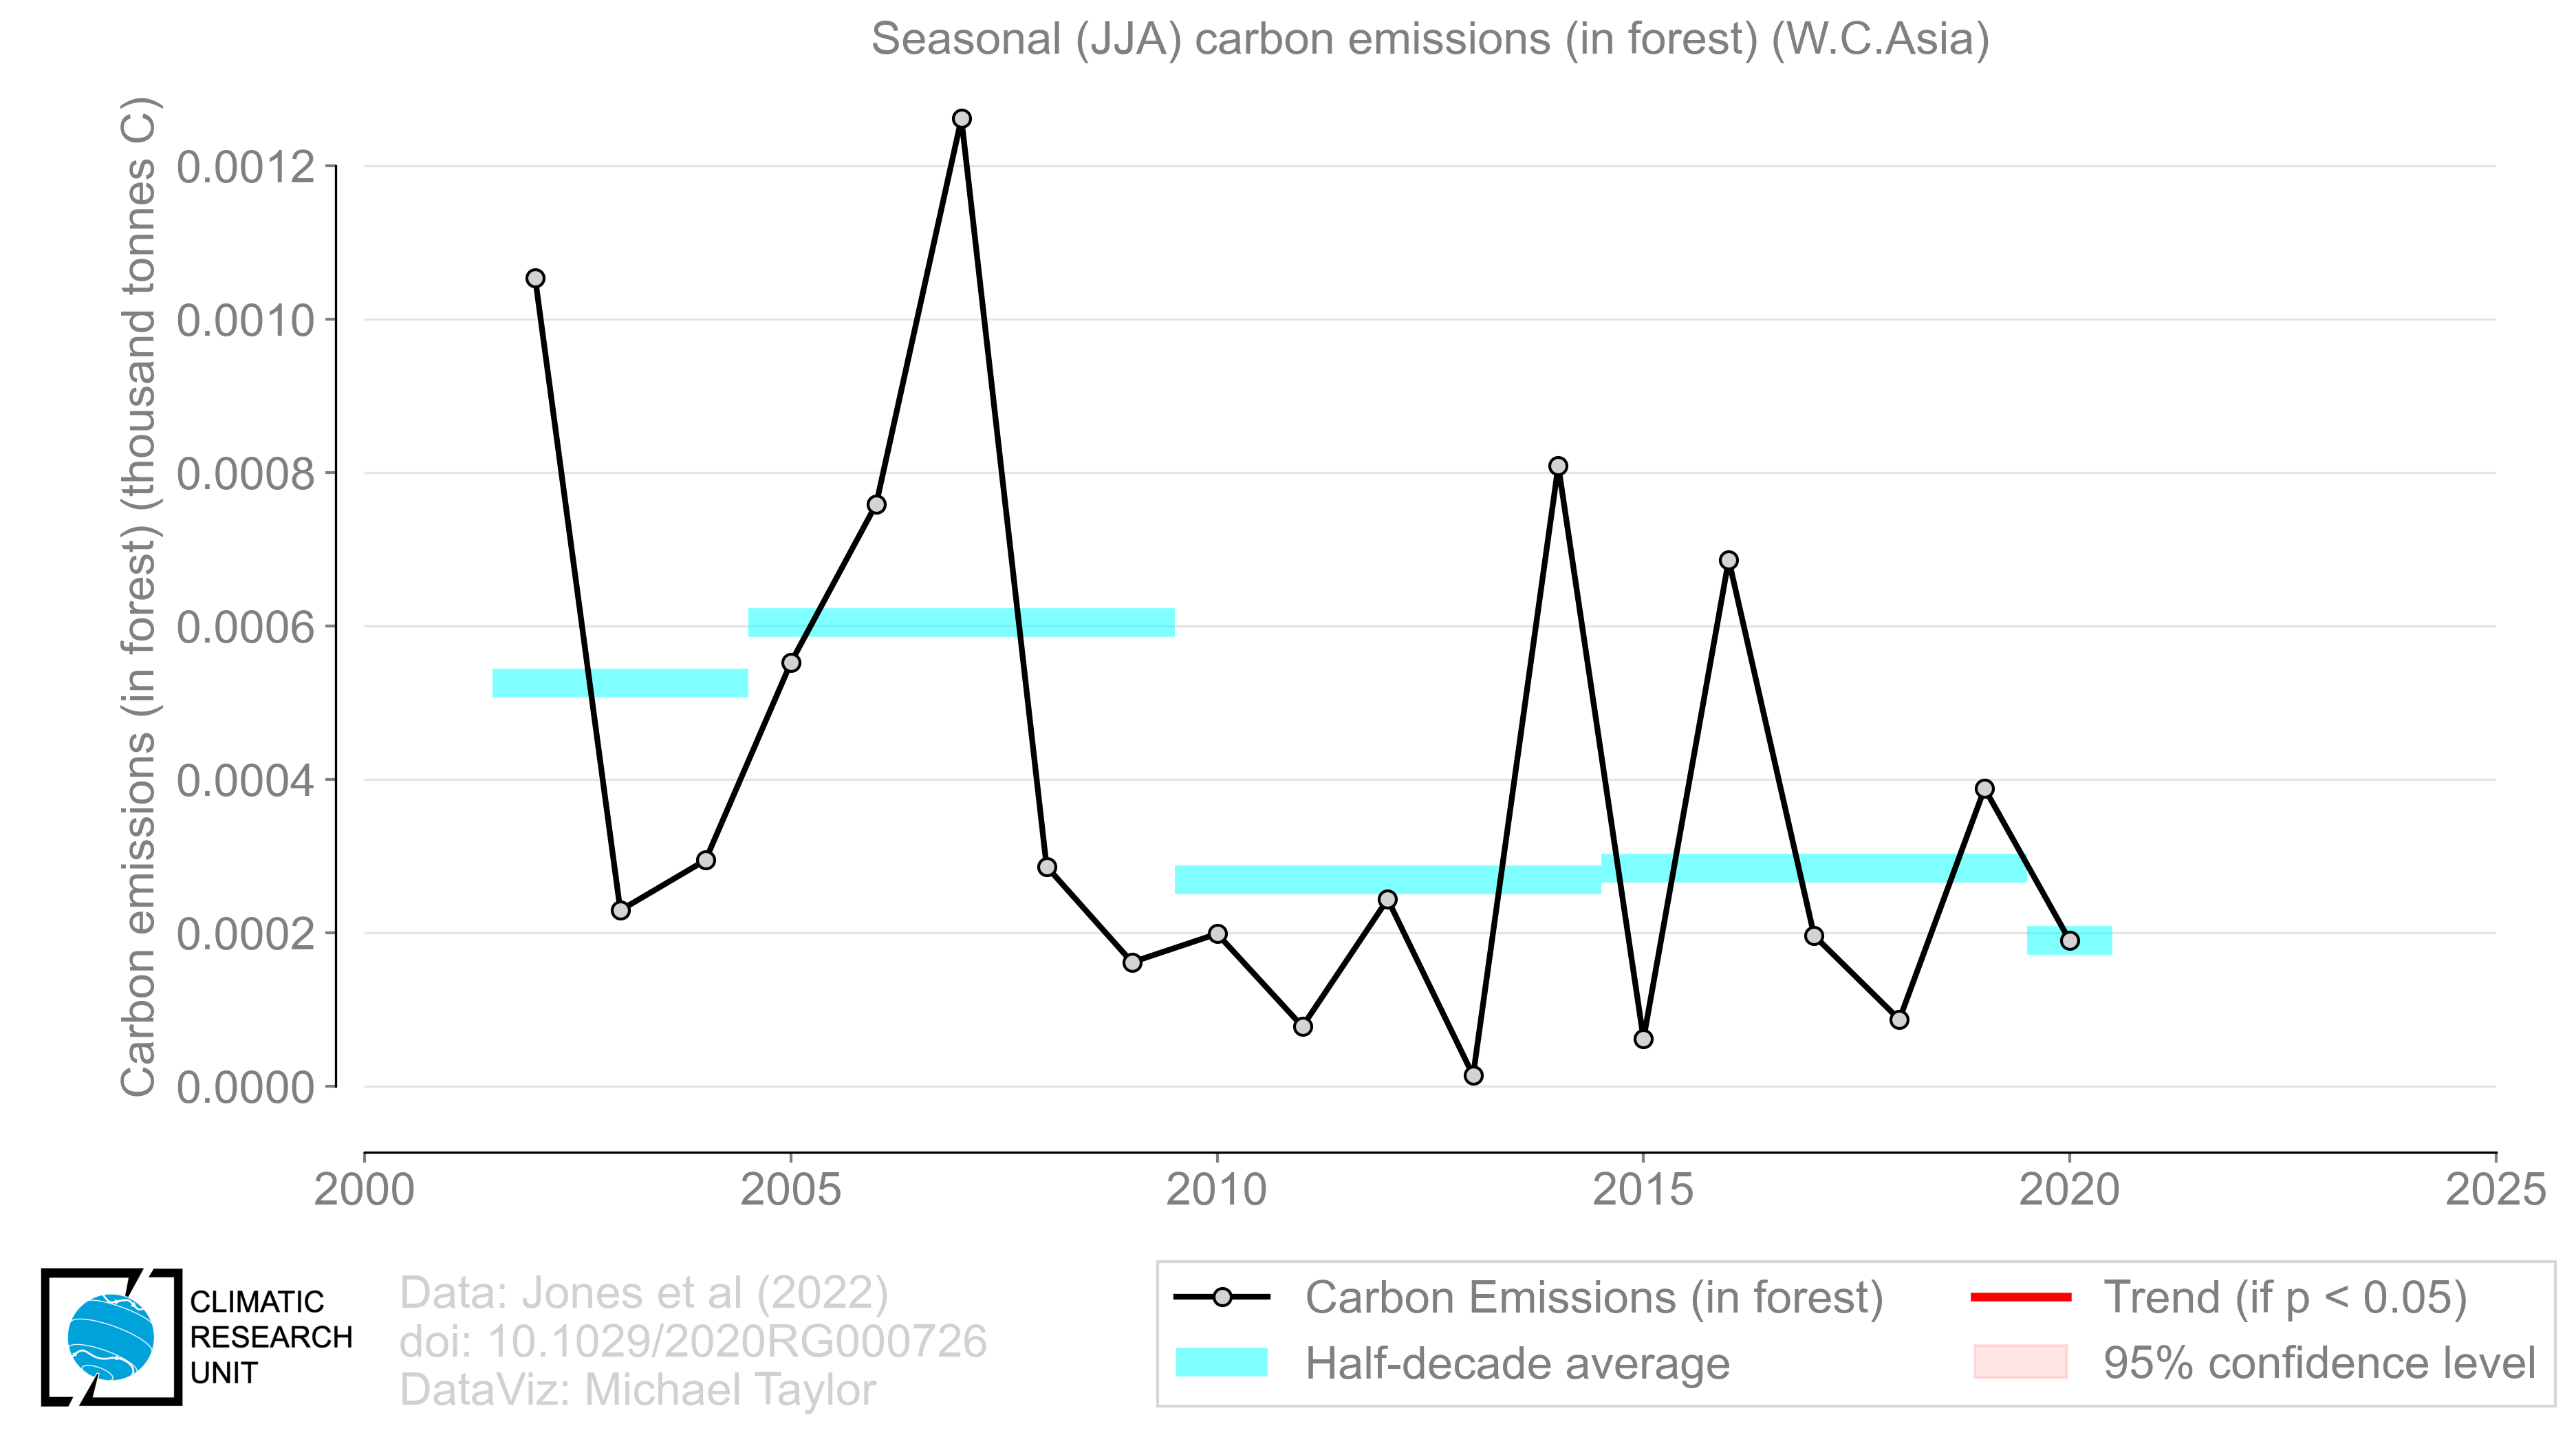 Seasonal (JJA) carbon emissions (in forest) (W.C.Asia)
Carbon emissions (in forest) (thousand tonnes C)
0.0012
0.0010
0.0008
0.0006
0.0004
0.0002
0.0000
2000 2005 2010 2015 2020 2025
CLIMATIC
RESEARCH
UNIT
Data: Jones et al (2022)
doi: 10.1029/2020RG000726
DataViz: Michael Taylor
Carbon Emissions (in forest)
Half-decade average
Trend (if p < 0.05)
95% confidence level